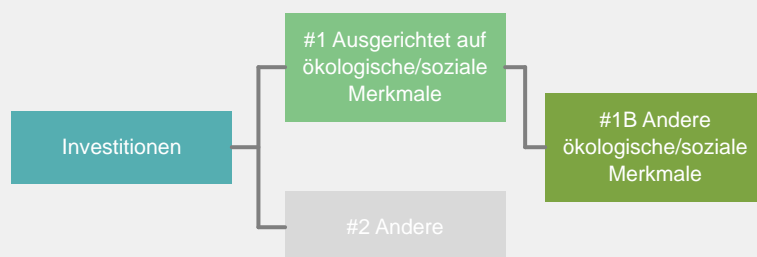 Investitionen
#1 Ausgerichtet auf
ökologische/soziale
Merkmale
#2 Andere
#1B Andere
ökologische/soziale
Merkmale